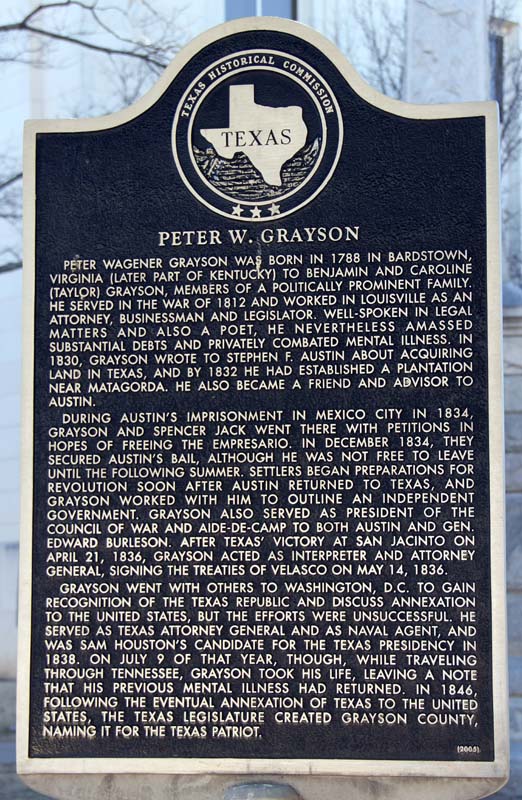 TEXAS HISTORICAL COMMISSION
TEXAS
PETER W. GRAYSON
PETER WAGENER GRAYSON WAS BORN IN 1788 IN BARDSTOWN,
VIRGINIA (LATER PART OF KENTUCKY) TO BENJAMIN AND CAROLINE
(TAYLOR) GRAYSON, MEMBERS OF A POLITICALLY PROMINENT FAMILY.
HE SERVED IN THE WAR OF 1812 AND WORKED IN LOUISVILLE AS AN
ATTORNEY, BUSINESSMAN AND LEGISLATOR. WELL-SPOKEN IN LEGAL
MATTERS AND ALSO A POET, HE NEVERTHELESS AMASSED
SUBSTANTIAL DEBTS AND PRIVATELY COMBATED MENTAL ILLNESS. IN
1830, GRAYSON WROTE TO STEPHEN F. AUSTIN ABOUT ACQUIRING
LAND IN TEXAS, AND BY 1832 HE HAD ESTABLISHED A PLANTATION
NEAR MATAGORDA. HE ALSO BECAME A FRIEND AND ADVISOR TO
AUSTIN.
DURING AUSTIN'S IMPRISONMENT IN MEXICO CITY IN 1834,
GRAYSON AND SPENCER JACK WENT THERE WITH PETITIONS IN
HOPES OF FREEING THE EMPRESARIO. IN DECEMBER 1834, THEY
SECURED AUSTIN'S BAIL, ALTHOUGH HE WAS NOT FREE TO LEAVE
UNTIL THE FOLLOWING SUMMER. SETTLERS BEGAN PREPARATIONS FOR
REVOLUTION SOON AFTER AUSTIN RETURNED TO TEXAS, AND
GRAYSON WORKED WITH HIM TO OUTLINE AN INDEPENDENT
GOVERNMENT. GRAYSON ALSO SERVED AS PRESIDENT OF THE
COUNCIL OF WAR AND AIDE-DE-CAMP TO BOTH AUSTIN AND GEN.
EDWARD BURLESON. AFTER TEXAS' VICTORY AT SAN JACINTO ON
APRIL 21, 1836, GRAYSON ACTED AS INTERPRETER AND ATTORNEY
GENERAL, SIGNING THE TREATIES OF VELASCO ON MAY 14, 1836.
GRAYSON WENT WITH OTHERS TO WASHINGTON, D.C. TO GAIN
RECOGNITION OF THE TEXAS REPUBLIC AND DISCUSS ANNEXATION
TO THE UNITED STATES, BUT THE EFFORTS WERE UNSUCCESSFUL. HE
SERVED AS TEXAS ATTORNEY GENERAL AND AS NAVAL AGENT, AND
WAS SAM HOUSTON'S CANDIDATE FOR THE TEXAS PRESIDENCY IN
1838. ON JULY 9 OF THAT YEAR, THOUGH, WHILE TRAVELING
THROUGH TENNESSEE, GRAYSON TOOK HIS LIFE, LEAVING A NOTE
THAT HIS PREVIOUS MENTAL ILLNESS HAD RETURNED. IN 1846,
FOLLOWING THE EVENTUAL ANNEXATION OF TEXAS TO THE UNITED
STATES, THE TEXAS LEGISLATURE CREATED GRAYSON COUNTY,
NAMING IT FOR THE TEXAS PATRIOT.
(2005)